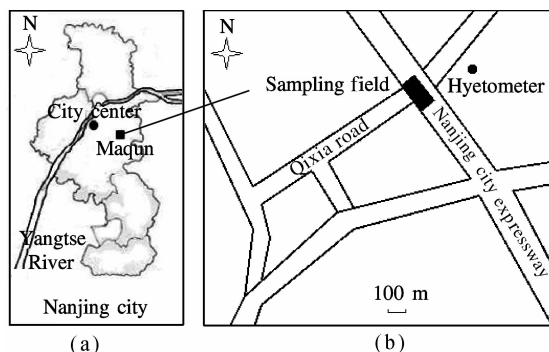 N
City center
Maqun
Yangtse
River
Nanjing city
(a)
Sampling field
N
Hyetometer
Qixia road
Nanjing city expressway
100 m
(b)